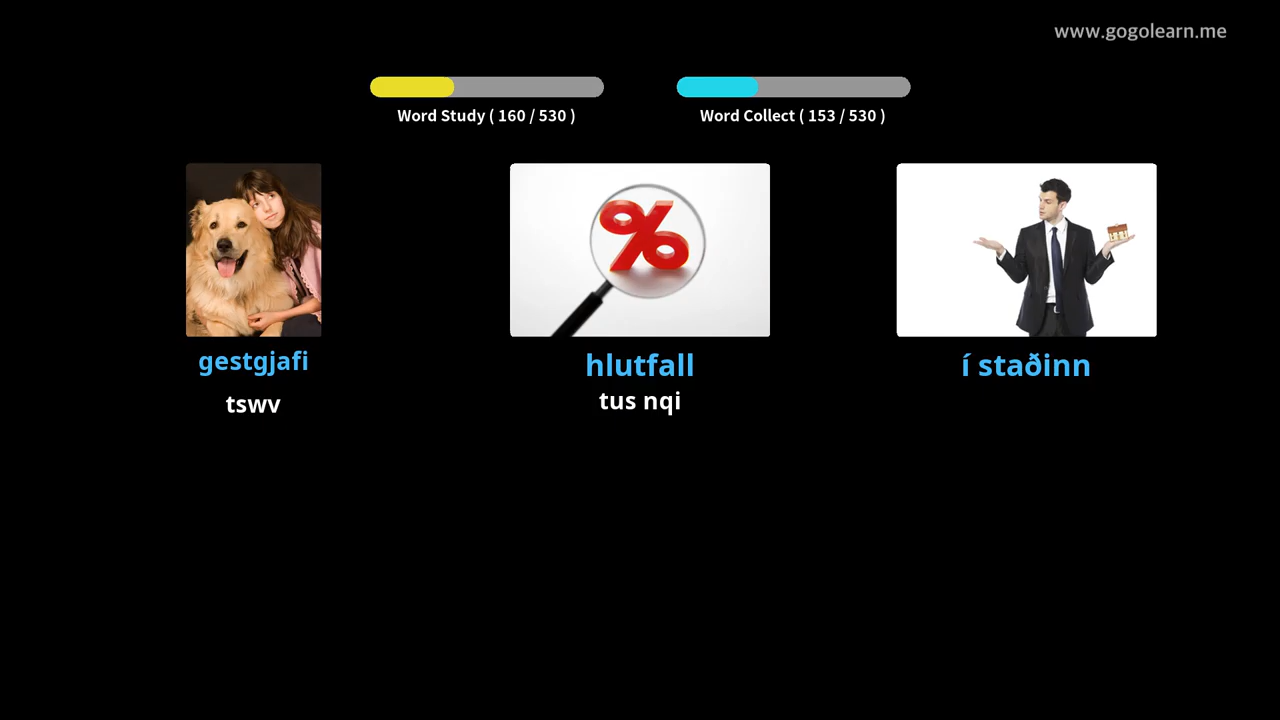 www.gogolearn.me
Word Study ( 160 / 530 )
Word Collect ( 153 / 530 )
gestgjafi
tswv
hlutfall
tus nqi
í staðinn